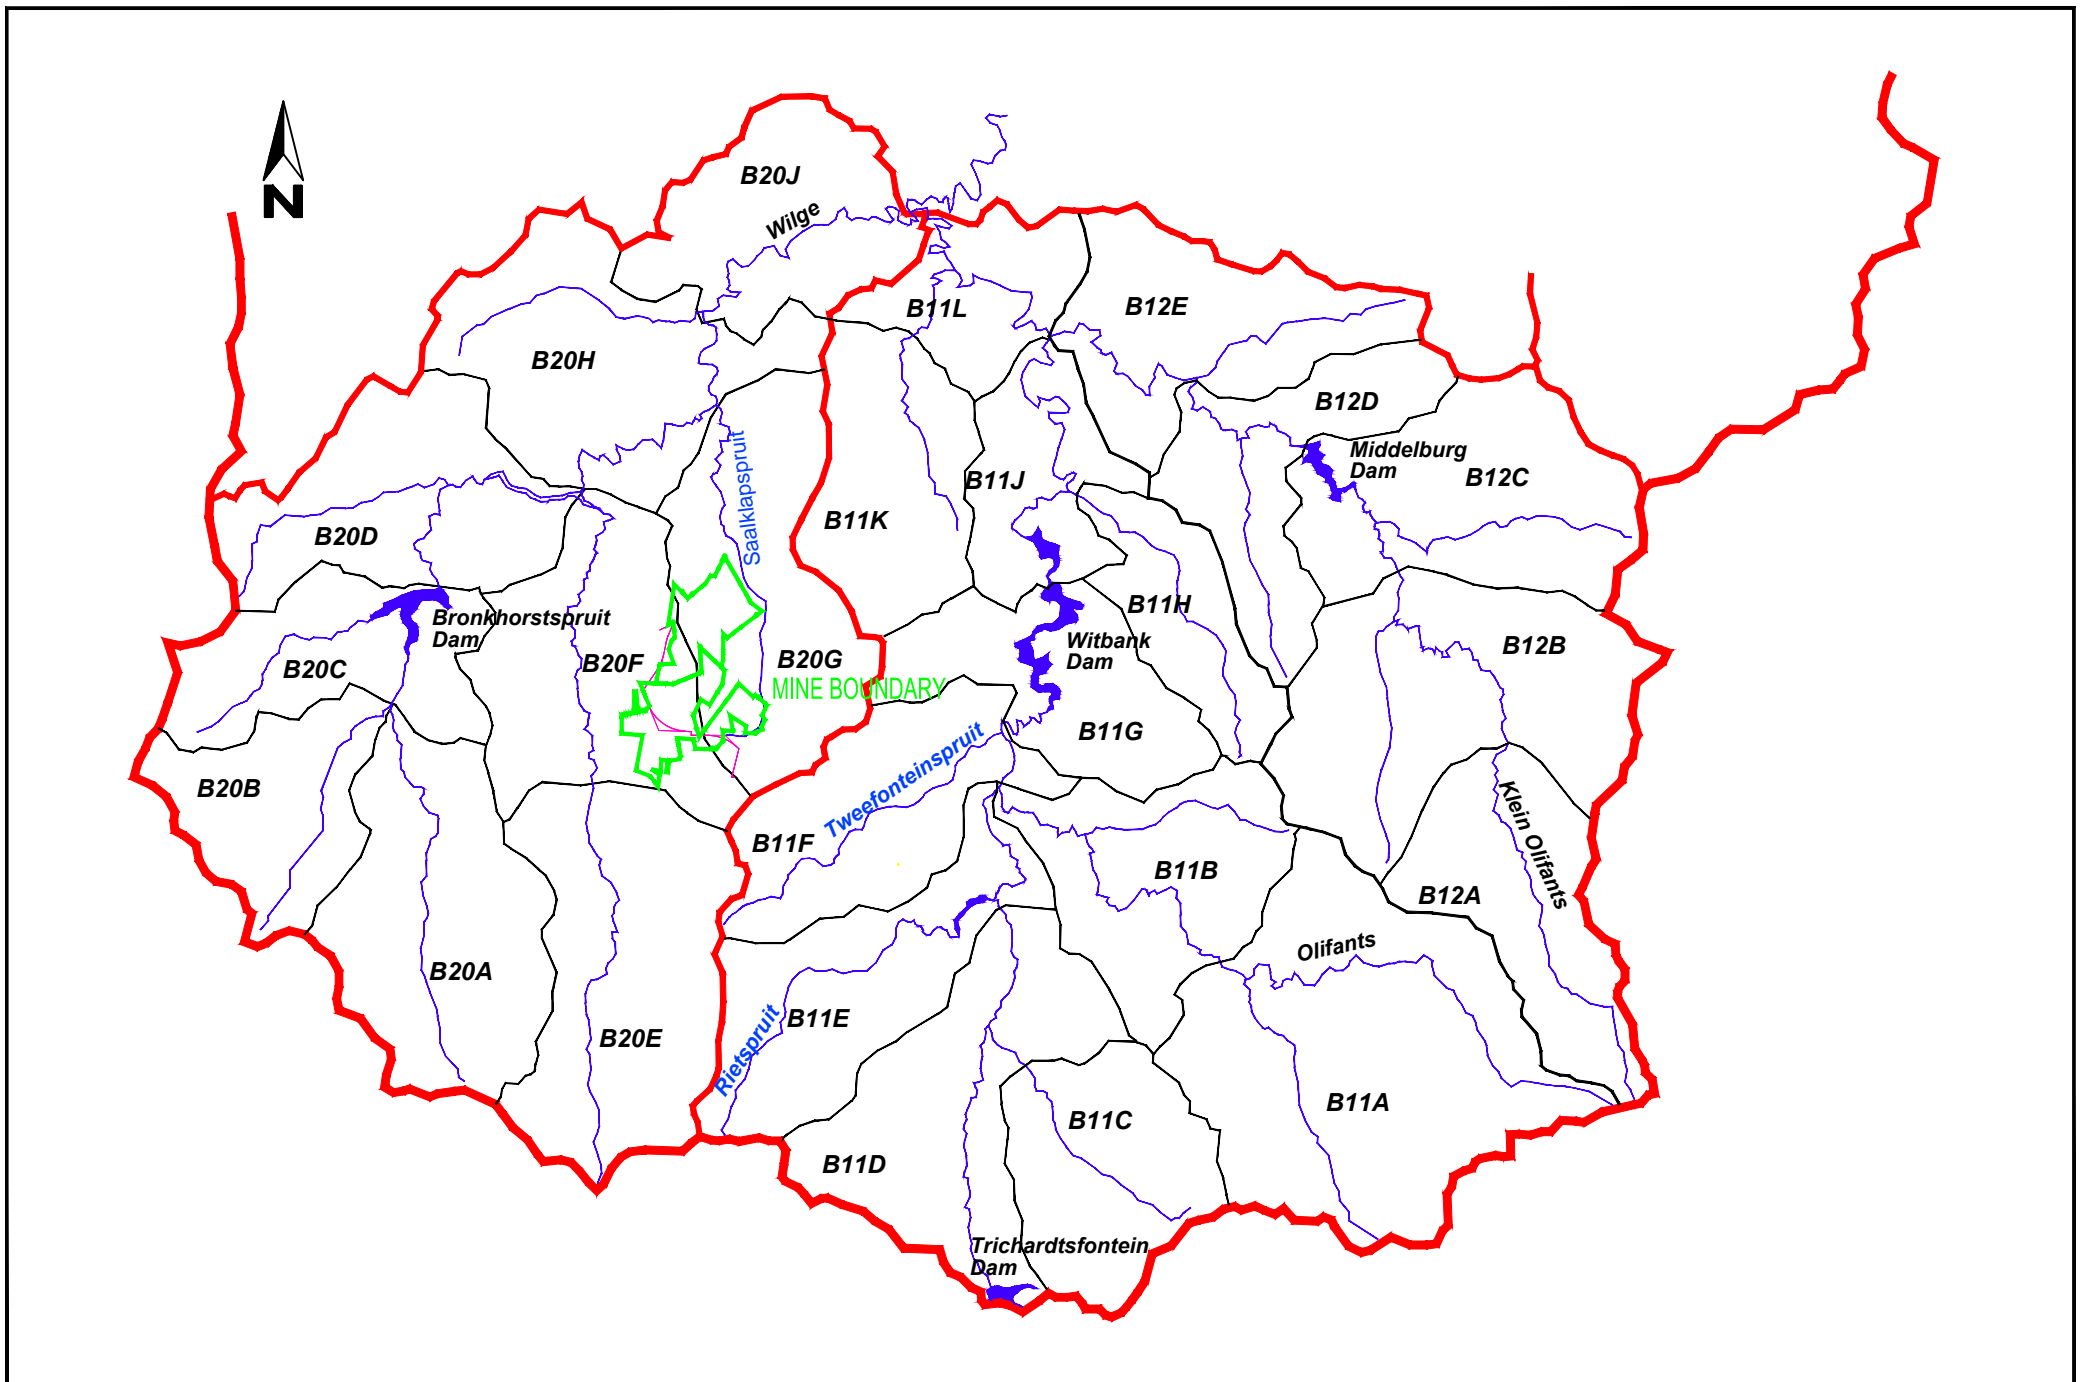 B20J
N
Wilge
B11L
B12E
B20H
B12D
Middelburg
Dam
B12C
B11J
Saalklapspruit
B11K
B20D
B11H
Bronkhorstspruit
Dam
Witbank
Dam
B12B
B20C
B20F
B20G
MINE BOUNDARY
B11G
Tweefonteinspruit
B20B
Klein Olifants
B11F
B11B
B12A
Olifants
B20A
B11E
Rietspruit
B20E
B11A
B11C
B11D
Trichardtsfontein
Dam